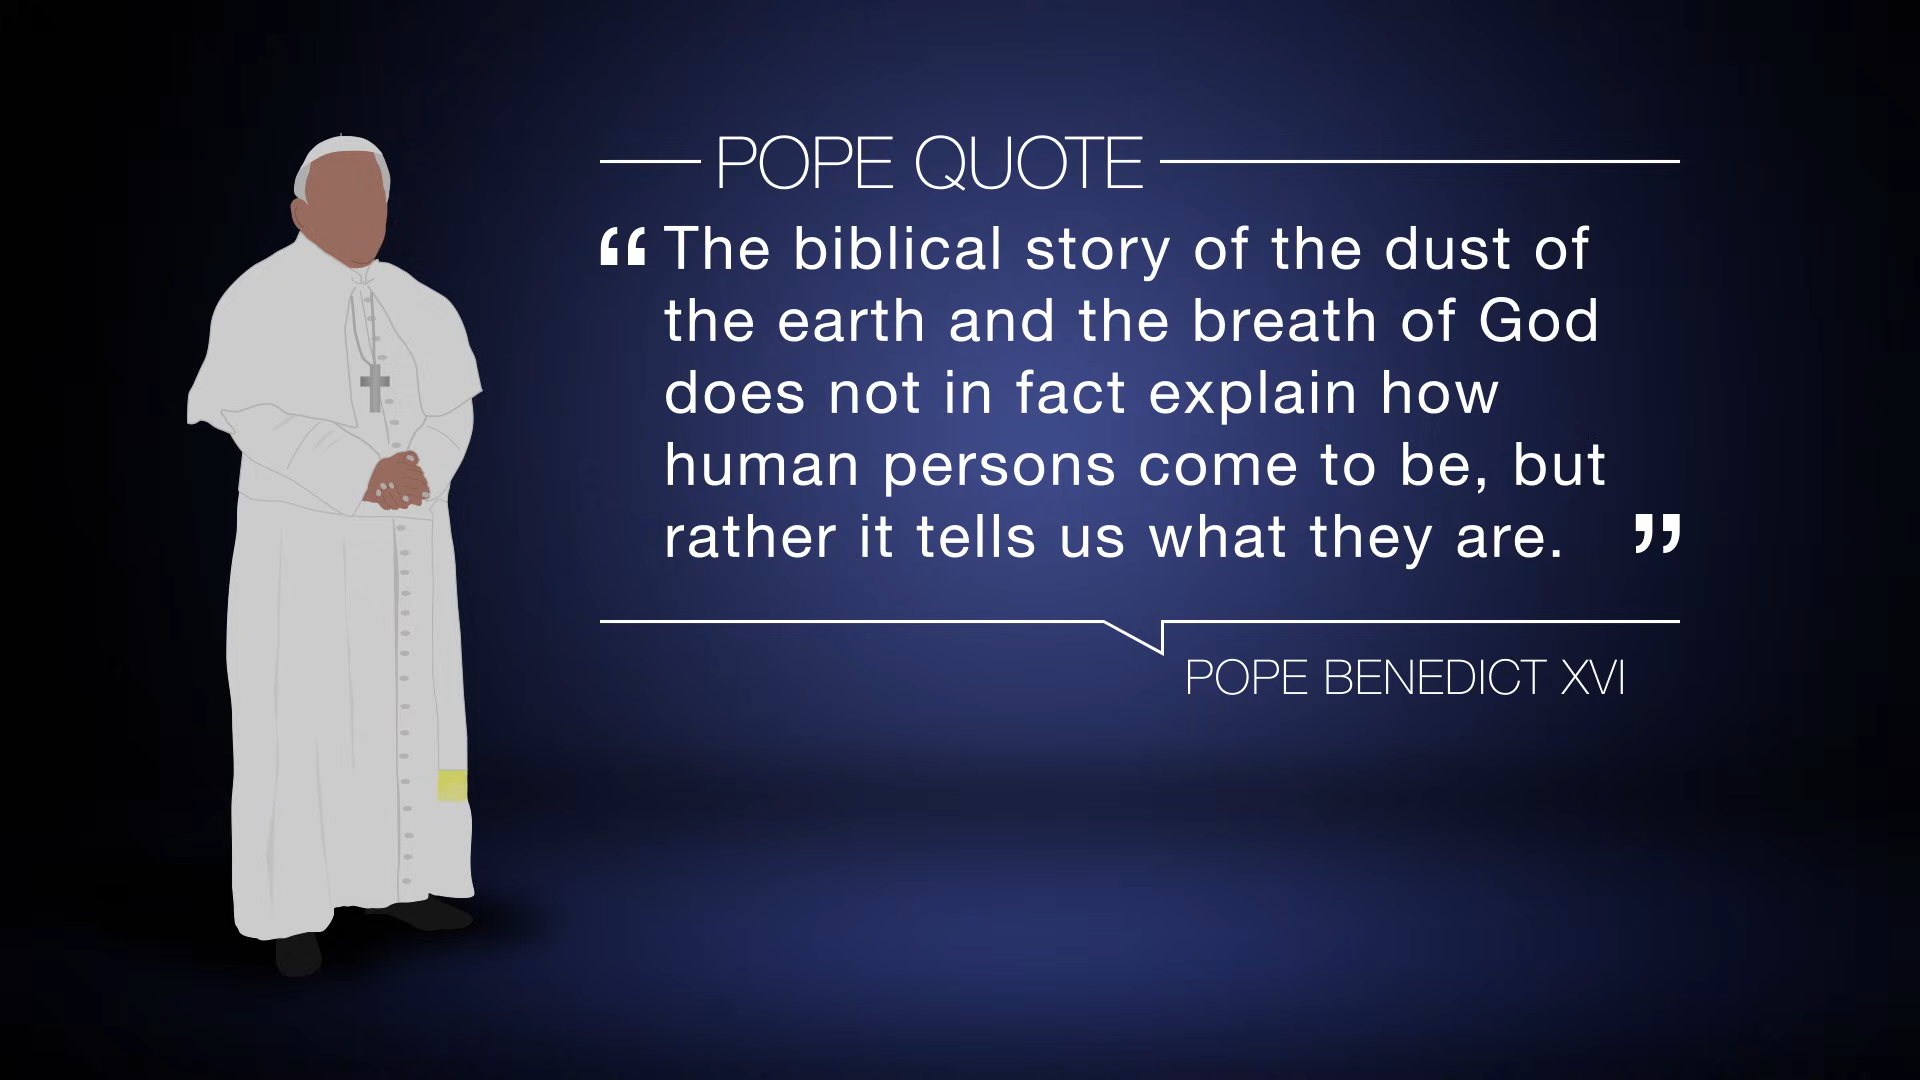 POPE QUOTE
“The biblical story of the dust of
the earth and the breath of God
does not in fact explain how
human persons come to be, but
rather it tells us what they are.”
POPE BENEDICT XVI